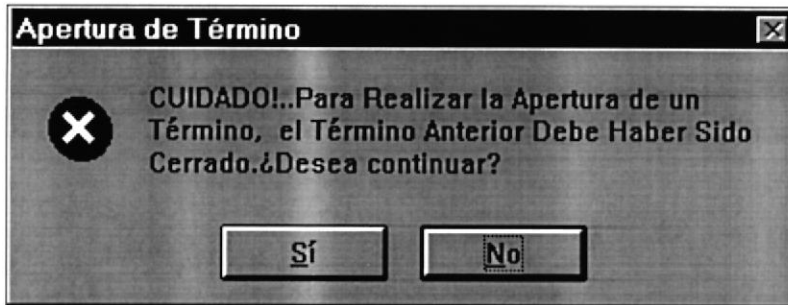 Apertura de Término
CUIDADO!..Para Realizar la Apertura de un
Término, el Término Anterior Debe Haber Sido
Cerrado.¿Desea continuar?
Sí
No